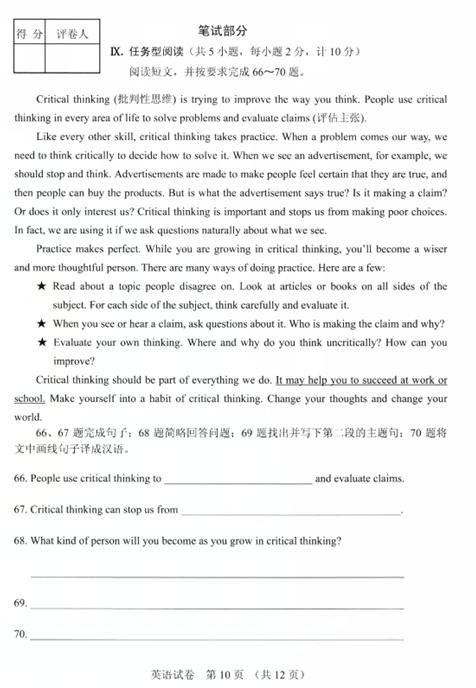 得 分 评卷人
笔试部分
Ⅸ. 任务型阅读（共 5 小题，每小题 2 分，计 10 分）
阅读短文，并按要求完成 66～70 题。
Critical thinking (批判性思维) is trying to improve the way you think. People use critical
thinking in every area of life to solve problems and evaluate claims (评估主张).
Like every other skill, critical thinking takes practice. When a problem comes our way, we
need to think critically to decide how to solve it. When we see an advertisement, for example, we
should stop and think. Advertisements are made to make people feel certain that they are true, and
then people can buy the products. But is what the advertisement says true? Is it making a claim?
Or does it only interest us? Critical thinking is important and stops us from making poor choices.
In fact, we are using it if we ask questions naturally about what we see.
Practice makes perfect. While you are growing in critical thinking, you'll become a wiser
and more thoughtful person. There are many ways of doing practice. Here are a few:
★ Read about a topic people disagree on. Look at articles or books on all sides of the
subject. For each side of the subject, think carefully and evaluate it.
★ When you see or hear a claim, ask questions about it. Who is making the claim and why?
★ Evaluate your own thinking. Where and why do you think uncritically? How can you
improve?
Critical thinking should be part of everything we do. It may help you to succeed at work or
school. Make yourself into a habit of critical thinking. Change your thoughts and change your
world.
66、67 题完成句子；68 题简略回答问题；69 题找出并写下第二段的主题句；70 题将
文中画线句子译成汉语。
66. People use critical thinking to and evaluate claims.
67. Critical thinking can stop us from .
68. What kind of person will you become as you grow in critical thinking?
69.
70.
英语试卷 第 10 页 （共 12 页）